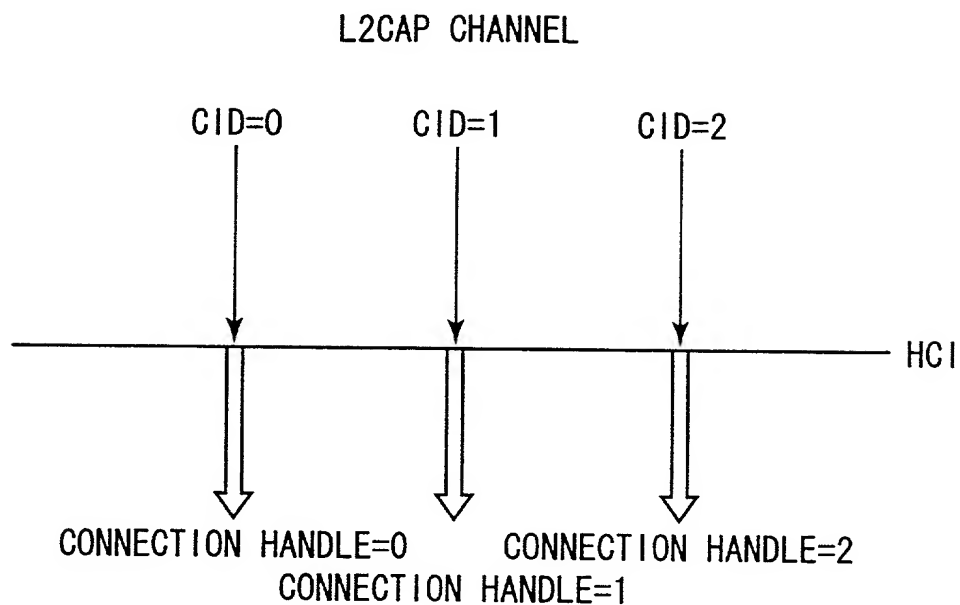 L2CAP CHANNEL
CID=0 CID=1 CID=2
HCI
CONNECTION HANDLE=0 CONNECTION HANDLE=2
CONNECTION HANDLE=1